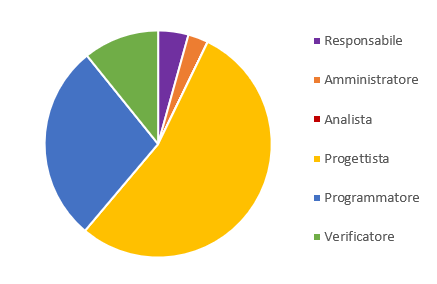 Responsabile
Amministratore
Analista
Progettista
Programmatore
Verificatore